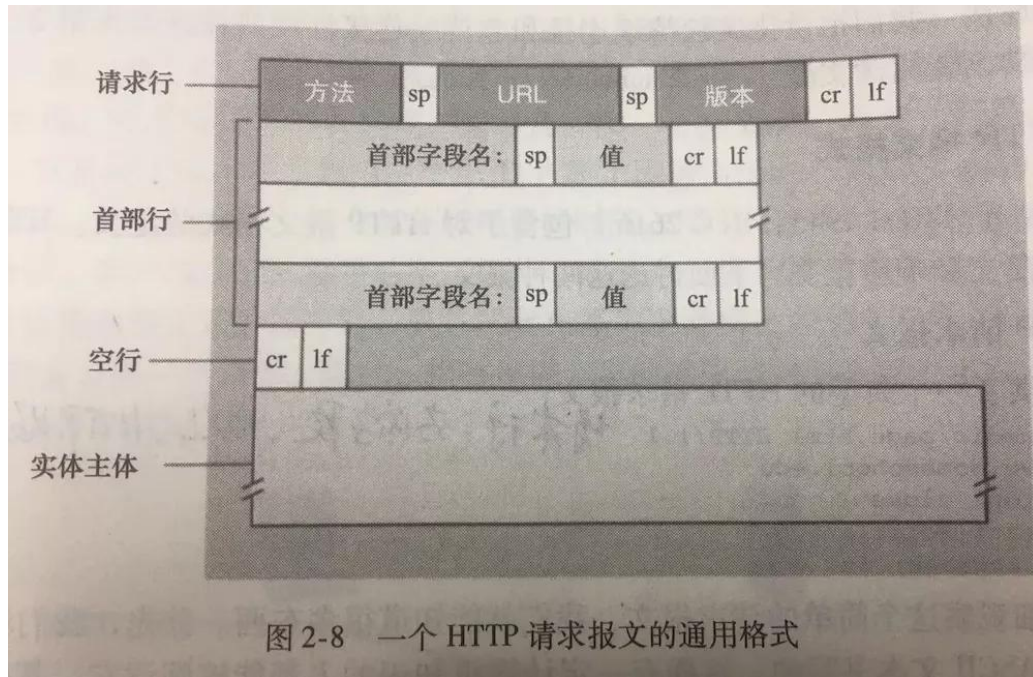 请求行 方法 sp URL sp 版本 cr lf
首部字段名: sp 值 cr lf
首部行
首部字段名: sp 值 cr lf
空行 cr lf
实体主体
图 2-8 一个 HTTP 请求报文的通用格式